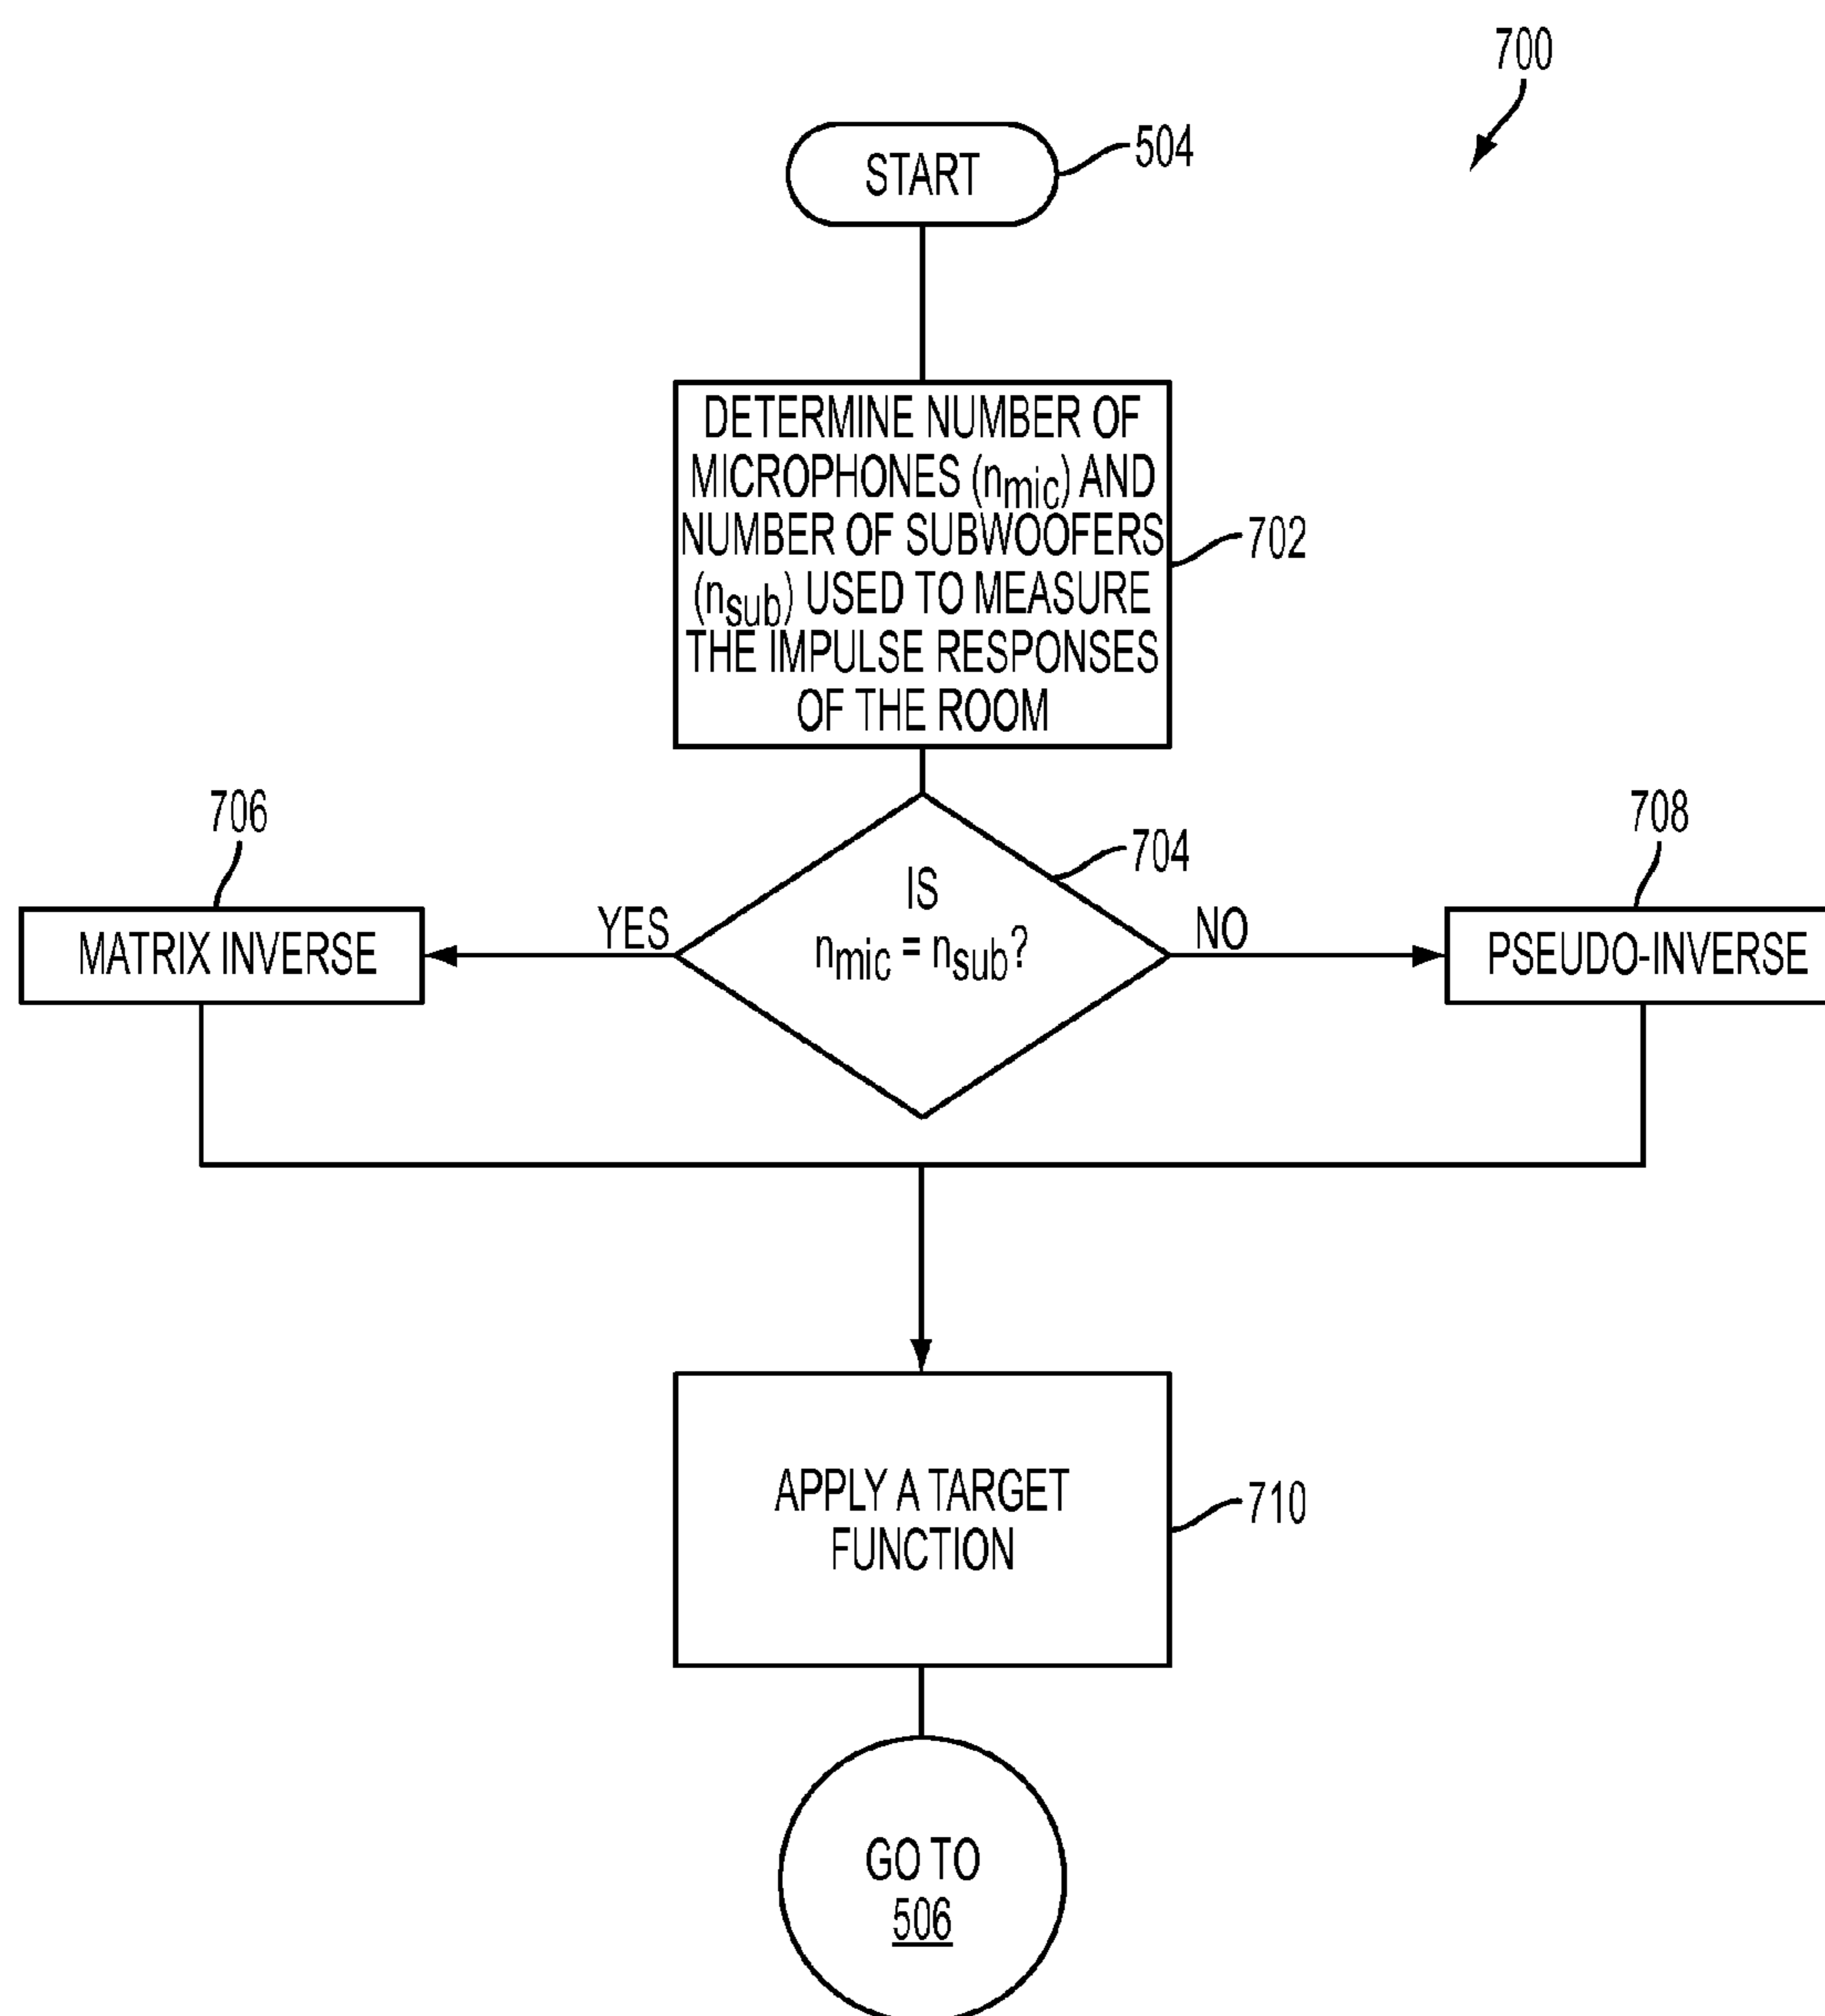 700
START
504
DETERMINE NUMBER OF
MICROPHONES (nmic) AND
NUMBER OF SUBWOOFERS
(nsub) USED TO MEASURE
THE IMPULSE RESPONSES
OF THE ROOM
702
706
704
708
IS
nmic = nsub?
YES
NO
MATRIX INVERSE
PSEUDO-INVERSE
APPLY A TARGET
FUNCTION
710
GO TO
506